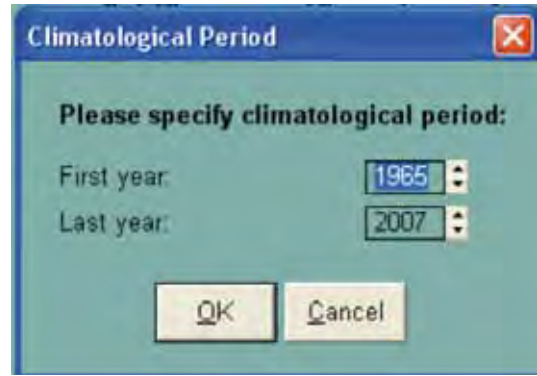 Climatological Period
Please specify climatological period:
First year: 1965
Last year: 2007
OK Cancel